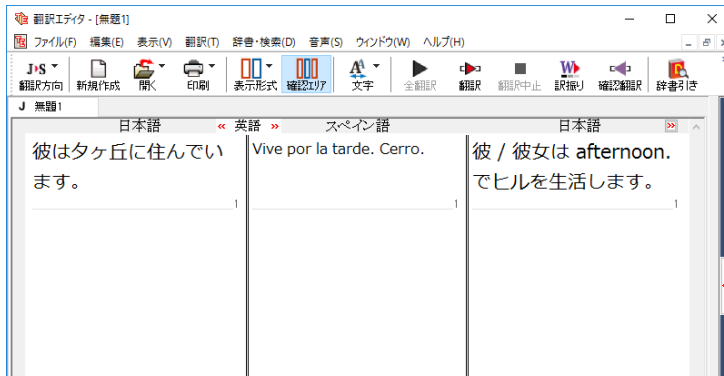 翻訳エディタ - [無題1]
ファイル(F) 編集(E) 表示(V) 翻訳(T) 辞書・検索(D) 音声(S) ウィンドウ(W) ヘルプ(H)
J▸S
翻訳方向 新規作成 開く 印刷 表示形式 確認エリア 文字 全翻訳 翻訳 翻訳中止 訳振り 確認翻訳 辞書引き
J 無題1
日本語 « 英語 » スペイン語 日本語 »
彼は夕ヶ丘に住んでい
ます。
1
Vive por la tarde. Cerro.
1
彼 / 彼女は afternoon.
でヒルを生活します。
1